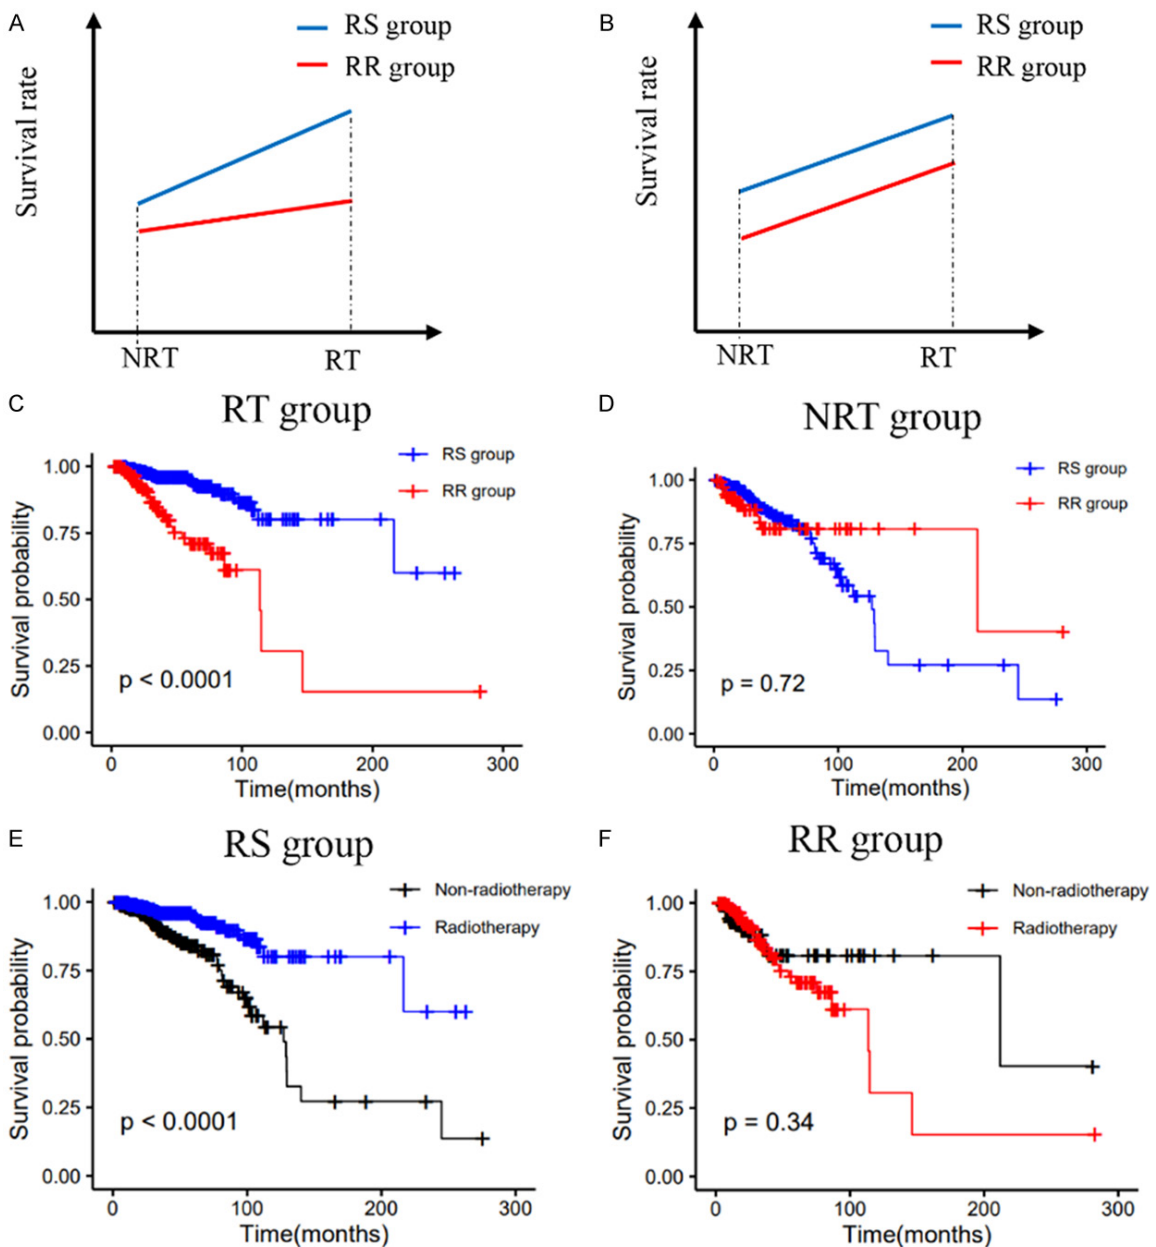 A
RS group
RR group
Survival rate
NRT
RT
B
RS group
RR group
Survival rate
NRT
RT
C
RT group
RS group
RR group
1.00
0.75
0.50
0.25
0.00
Survival probability
p < 0.0001
0 100 200 300
Time(months)
D
NRT group
RS group
RR group
1.00
0.75
0.50
0.25
0.00
Survival probability
p = 0.72
0 100 200 300
Time(months)
E
RS group
Non-radiotherapy
Radiotherapy
1.00
0.75
0.50
0.25
0.00
Survival probability
p < 0.0001
0 100 200 300
Time(months)
F
RR group
Non-radiotherapy
Radiotherapy
1.00
0.75
0.50
0.25
0.00
Survival probability
p = 0.34
0 100 200 300
Time(months)